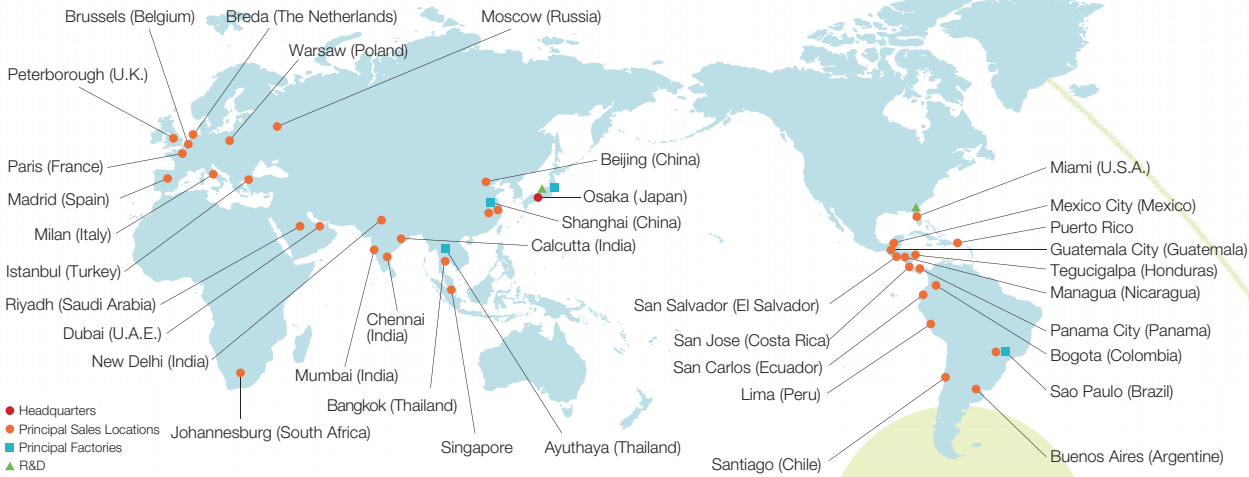 Brussels (Belgium)
Breda (The Netherlands)
Moscow (Russia)
Warsaw (Poland)
Peterborough (U.K.)
Paris (France)
Madrid (Spain)
Milan (Italy)
Istanbul (Turkey)
Riyadh (Saudi Arabia)
Dubai (U.A.E.)
New Delhi (India)
Johannesburg (South Africa)
Mumbai (India)
Chennai
(India)
Bangkok (Thailand)
Singapore
Ayuthaya (Thailand)
Beijing (China)
Osaka (Japan)
Shanghai (China)
Calcutta (India)
Miami (U.S.A.)
Mexico City (Mexico)
Puerto Rico
Guatemala City (Guatemala)
Tegucigalpa (Honduras)
Managua (Nicaragua)
San Salvador (El Salvador)
San Jose (Costa Rica)
San Carlos (Ecuador)
Lima (Peru)
Santiago (Chile)
Panama City (Panama)
Bogota (Colombia)
Sao Paulo (Brazil)
Buenos Aires (Argentine)
Headquarters
Principal Sales Locations
Principal Factories
R&D